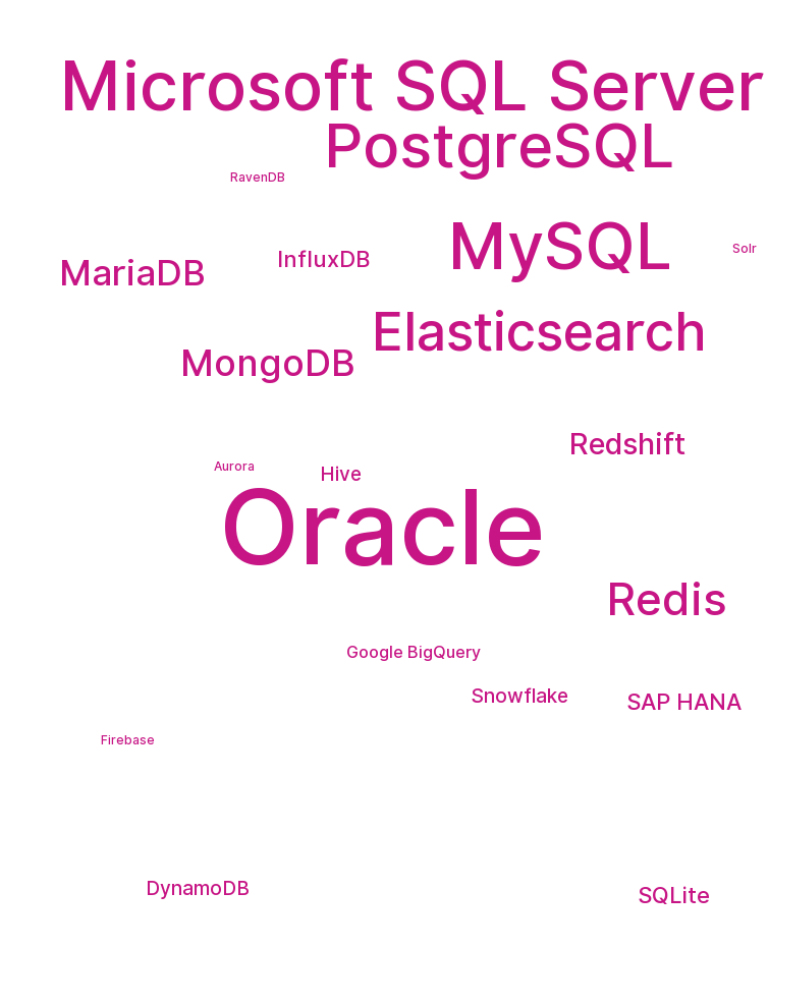 Microsoft SQL Server
PostgreSQL
RavenDB
MySQL
Solr
InfluxDB
MariaDB
Elasticsearch
MongoDB
Redshift
Aurora
Hive
Oracle
Redis
Google BigQuery
Snowflake
SAP HANA
Firebase
DynamoDB
SQLite